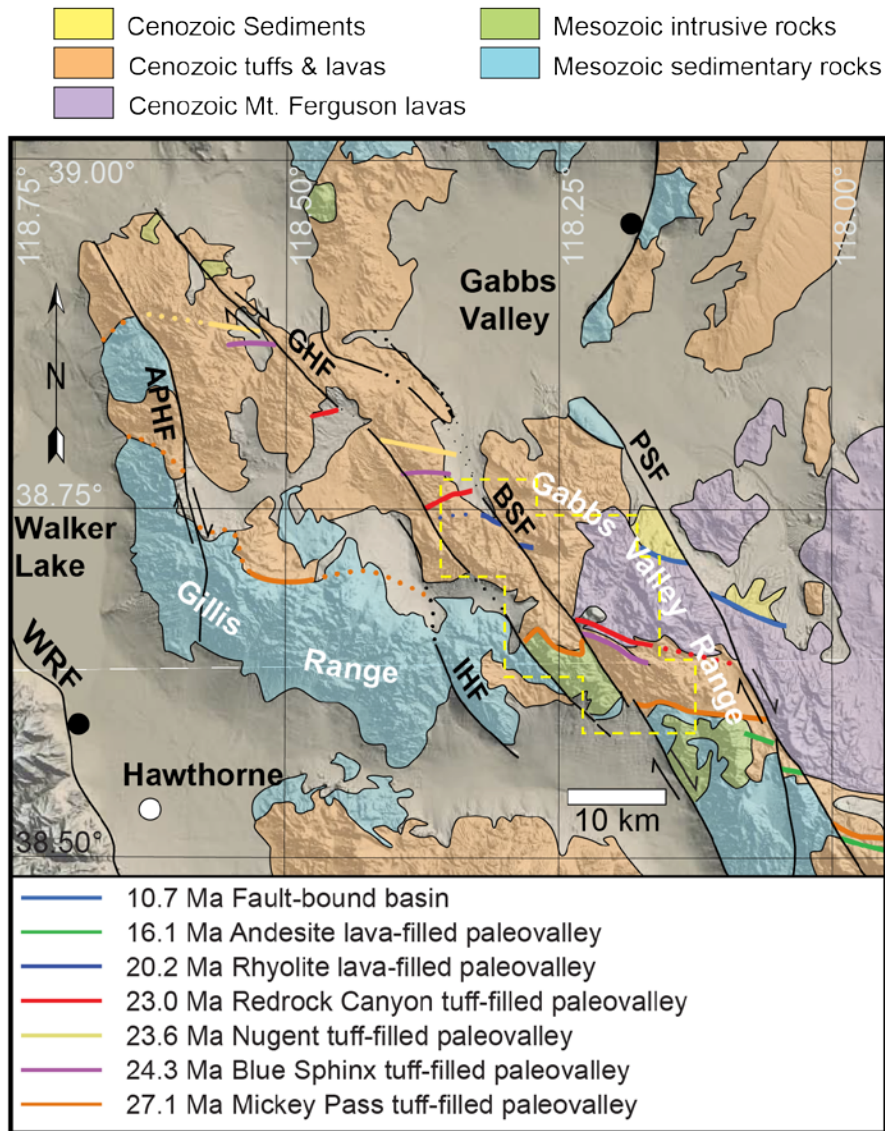 Cenozoic Sediments
Mesozoic intrusive rocks
Cenozoic tuffs & lavas
Mesozoic sedimentary rocks
Cenozoic Mt. Ferguson lavas
118.75°
39.00°
118.50°
118.25°
118.00°
Gabbs
Valley
N
GHF
APHF
PSF
38.75°
BSF
Gabbs Valley Range
Walker
Lake
Gillis
Range
WRF
IHF
Hawthorne
10 km
38.50°
10.7 Ma Fault-bound basin
16.1 Ma Andesite lava-filled paleovalley
20.2 Ma Rhyolite lava-filled paleovalley
23.0 Ma Redrock Canyon tuff-filled paleovalley
23.6 Ma Nugent tuff-filled paleovalley
24.3 Ma Blue Sphinx tuff-filled paleovalley
27.1 Ma Mickey Pass tuff-filled paleovalley